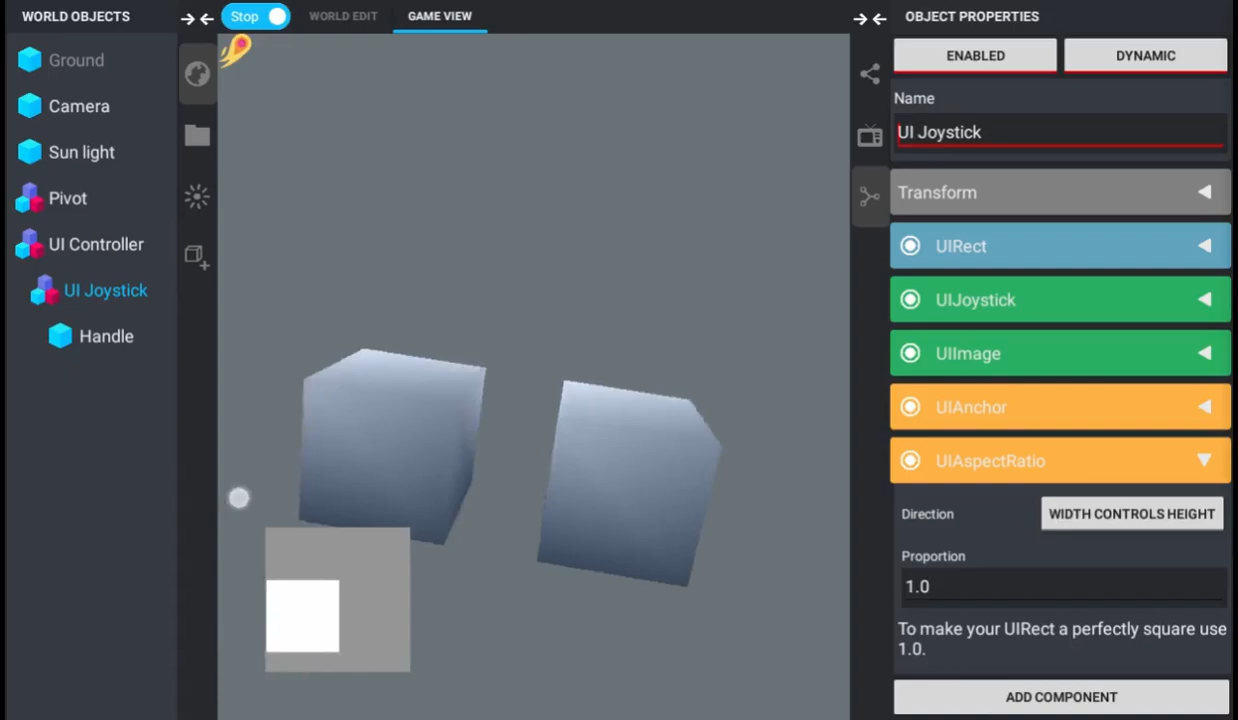 WORLD OBJECTS
Ground
Camera
Sun light
Pivot
UI Controller
UI Joystick
Handle
Stop
WORLD EDIT
GAME VIEW
OBJECT PROPERTIES
ENABLED
DYNAMIC
Name
UI Joystick
Transform
UIRect
UIJoystick
UIImage
UIAnchor
UIAspectRatio
Direction
WIDTH CONTROLS HEIGHT
Proportion
1.0
To make your UIRect a perfectly square use
1.0.
ADD COMPONENT